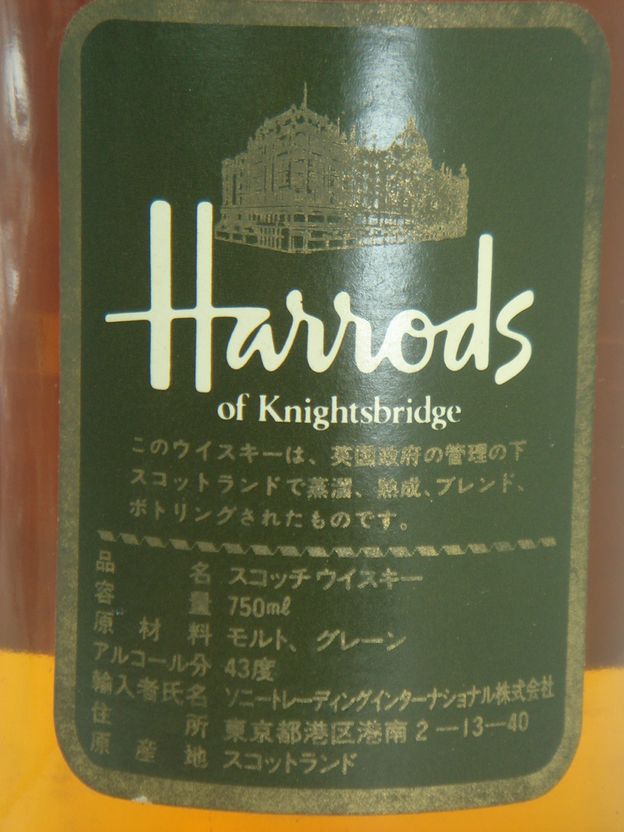 Harrods
of Knightsbridge
このウイスキーは、英国政府の管理の下
スコットランドで蒸溜、熟成、ブレンド、
ボトリングされたものです。
品名 スコッチウイスキー
容量 750ml
原材料 モルト、グレーン
アルコール分 43度
輸入者氏名 ソニートレーディングインターナショナル株式会社
住所 東京都港区港南2-13-40
原産地 スコットランド